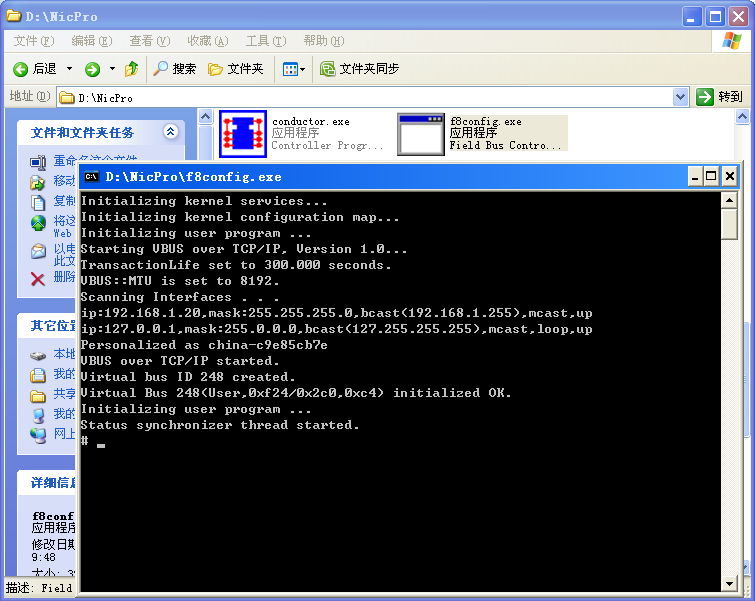 D:\NicPro
文件(F) 编辑(E) 查看(V) 收藏(A) 工具(T) 帮助(H)
后退 搜索 文件夹 文件夹同步
地址(D) D:\NicPro 转到
文件和文件夹任务
重命名这个文件
移动
复制
将这
Web
以电
此文
删除
其它位置
本地
我的
共享
我的
网上
详细信息
f8conf
应用程序
修改日期
9:48
大小: 3
描述: Field
conductor.exe
应用程序
Controller Progr...
f8config.exe
应用程序
Field Bus Contro...
D:\NicPro\f8config.exe
Initializing kernel services...
Initializing kernel configuration map...
Initializing user program ...
Starting VBUS over TCP/IP, Version 1.0...
TransactionLife set to 300.000 seconds.
VBUS::MTU is set to 8192.
Scanning Interfaces . . .
ip:192.168.1.20,mask:255.255.255.0,bcast(192.168.1.255),mcast,up
ip:127.0.0.1,mask:255.0.0.0,bcast(127.255.255.255),mcast,loop,up
Personalized as china-c9e85cb7e
VBUS over TCP/IP started.
Virtual bus ID 248 created.
Virtual Bus 248(User,0xf24/0x2c0,0xc4) initialized OK.
Initializing user program ...
Status synchronizer thread started.
# _